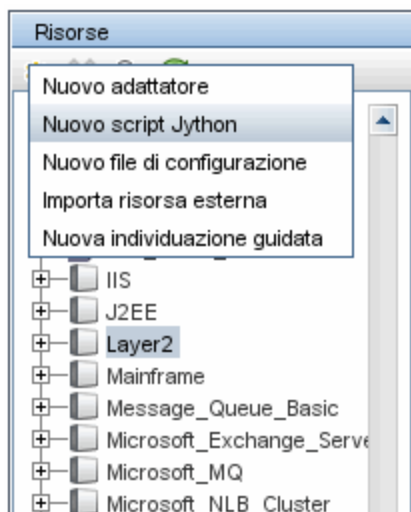 Risorse
Nuovo adattatore
Nuovo script Jython
Nuovo file di configurazione
Importa risorsa esterna
Nuova individuazione guidata
IIS
J2EE
Layer2
Mainframe
Message_Queue_Basic
Microsoft_Exchange_Serve
Microsoft_MQ
Microsoft_NLB_Cluster